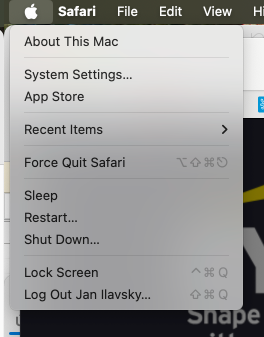 Safari File Edit View
About This Mac
System Settings...
App Store
Recent Items
Force Quit Safari ⌥⇧⌘⎋
Sleep
Restart...
Shut Down...
Lock Screen ^⌘Q
Log Out Jan Ilavsky... ⇧⌘Q
Shape